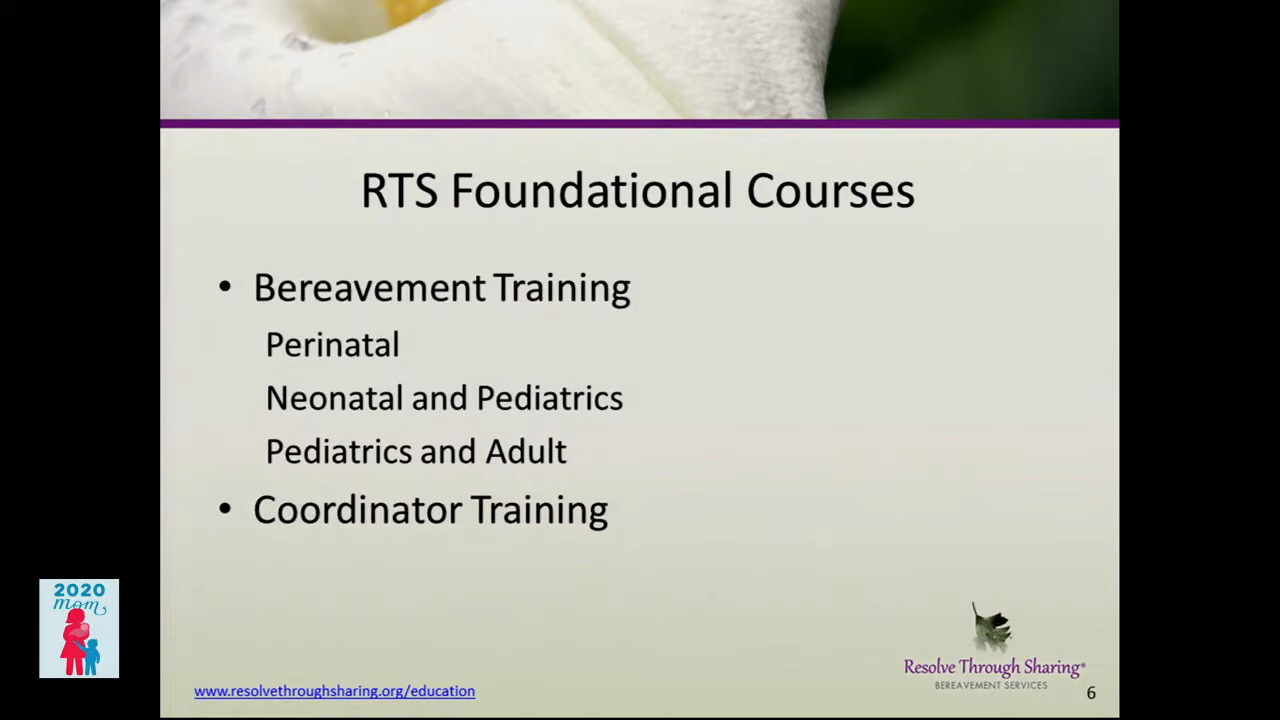 RTS Foundational Courses
• Bereavement Training
Perinatal
Neonatal and Pediatrics
Pediatrics and Adult
• Coordinator Training
2020
mom
Resolve Through Sharing®
BEREAVEMENT SERVICES
www.resolvethroughsharing.org/education
6